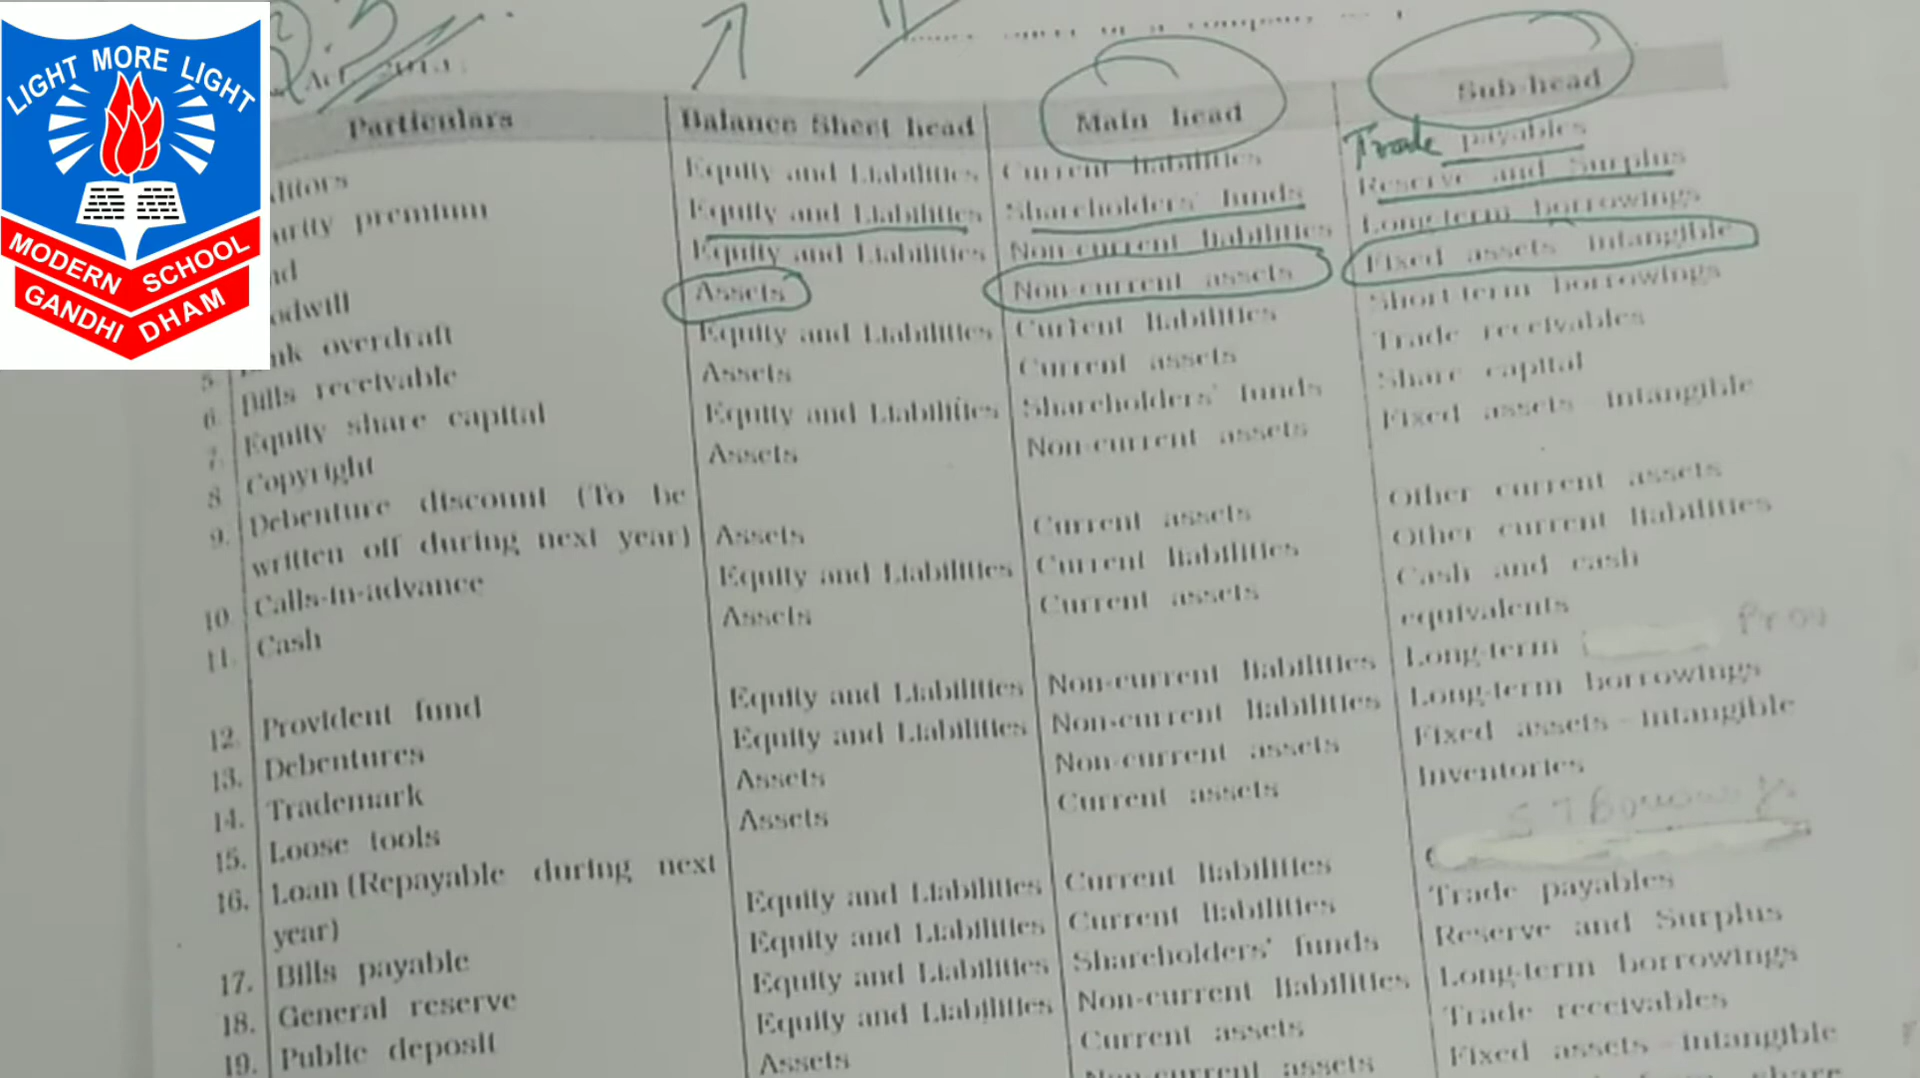 LIGHT MORE LIGHT
MODERN SCHOOL
GANDHI DHAM
Act, 2013
Particulars Balance Sheet head Main head Sub-head
ditors Equity and Liabilities Current liabilities Trade payables
urity premium Equity and Liabilities Shareholders' funds Reserve and Surplus
nd Equity and Liabilities Non-current liabilities Long-term borrowings
odwill Assets Non-current assets Fixed assets intangible
5. nk overdraft Equity and Liabilities Current liabilities Short-term borrowings
6. Bills receivable Assets Current assets Trade receivables
7. Equity share capital Equity and Liabilities Shareholders' funds Share capital
8 Copyright Assets Non-current assets Fixed assets intangible
9. Debenture discount (To be
written off during next year) Assets Current assets Other current assets
10 Calls-in-advance Equity and Liabilities Current liabilities Other current liabilities
11. Cash Assets Current assets Cash and cash
equivalents
12. Provident fund Equity and Liabilities Non-current liabilities Long-term Prov
13. Debentures Equity and Liabilities Non-current liabilities Long-term borrowings
14. Trademark Assets Non-current assets Fixed assets - intangible
15. Loose tools Assets Current assets Inventories
16. Loan (Repayable during next
year) Equity and Liabilities Current liabilities
17. Bills payable Equity and Liabilities Current liabilities Trade payables
18. General reserve Equity and Liabilities Shareholders' funds Reserve and Surplus
19. Public deposit Equity and Liabilities Non-current liabilities Long-term borrowings
Assets Current assets Trade receivables
assets Fixed assets - intangible
share